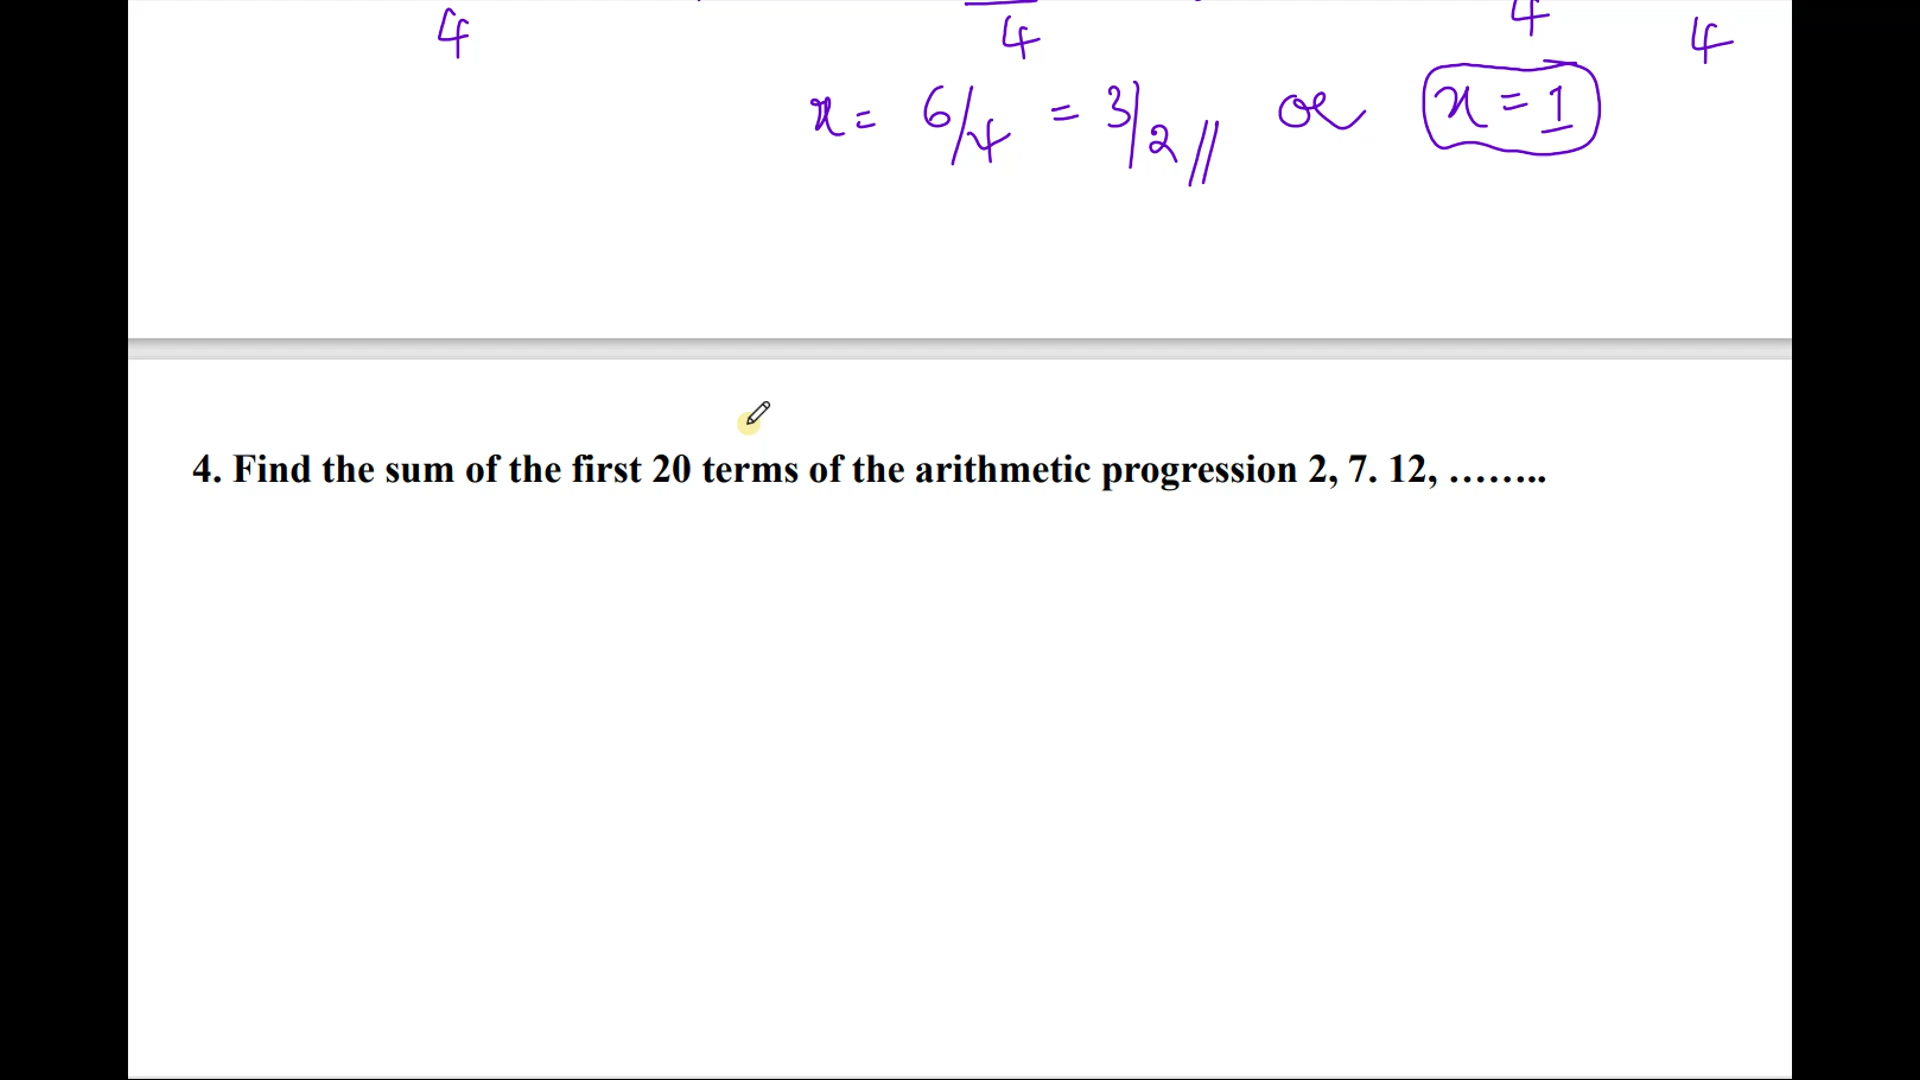 4 4 4 4
x = 6/4 = 3/2 // or x = 1
4. Find the sum of the first 20 terms of the arithmetic progression 2, 7. 12, ……..